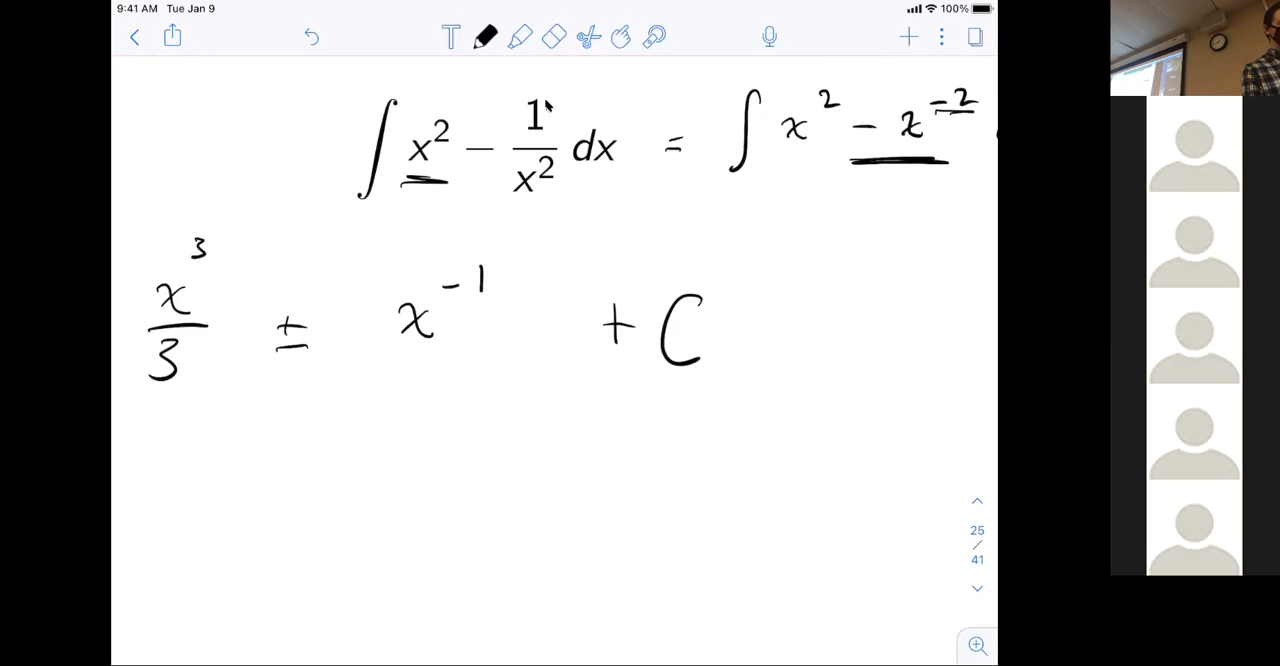 9:41 AM Tue Jan 9 100%
∫ x² − 1/x² dx = ∫ x² − x⁻²
x³/3 ± x⁻¹ + C
25
/
41